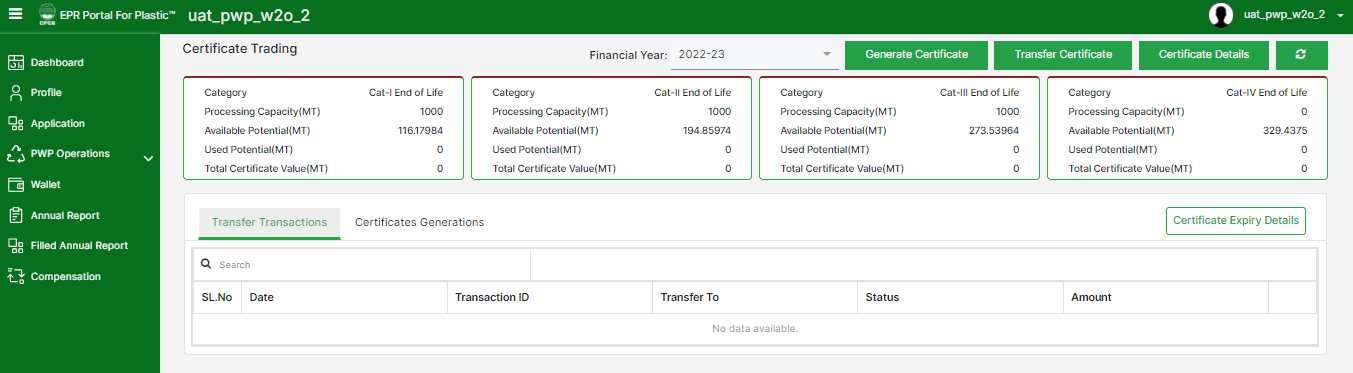 EPR Portal For Plastic™ uat_pwp_w2o_2 uat_pwp_w2o_2
CPCB
Dashboard
Profile
Application
PWP Operations
Wallet
Annual Report
Filled Annual Report
Compensation
Certificate Trading
Financial Year: 2022-23 Generate Certificate Transfer Certificate Certificate Details
Category Cat-I End of Life
Processing Capacity(MT) 1000
Available Potential(MT) 116.17984
Used Potential(MT) 0
Total Certificate Value(MT) 0
Category Cat-II End of Life
Processing Capacity(MT) 1000
Available Potential(MT) 194.85974
Used Potential(MT) 0
Total Certificate Value(MT) 0
Category Cat-III End of Life
Processing Capacity(MT) 1000
Available Potential(MT) 273.53964
Used Potential(MT) 0
Total Certificate Value(MT) 0
Category Cat-IV End of Life
Processing Capacity(MT) 0
Available Potential(MT) 329.4375
Used Potential(MT) 0
Total Certificate Value(MT) 0
Transfer Transactions Certificates Generations Certificate Expiry Details
Search
SL.No Date Transaction ID Transfer To Status Amount
No data available.